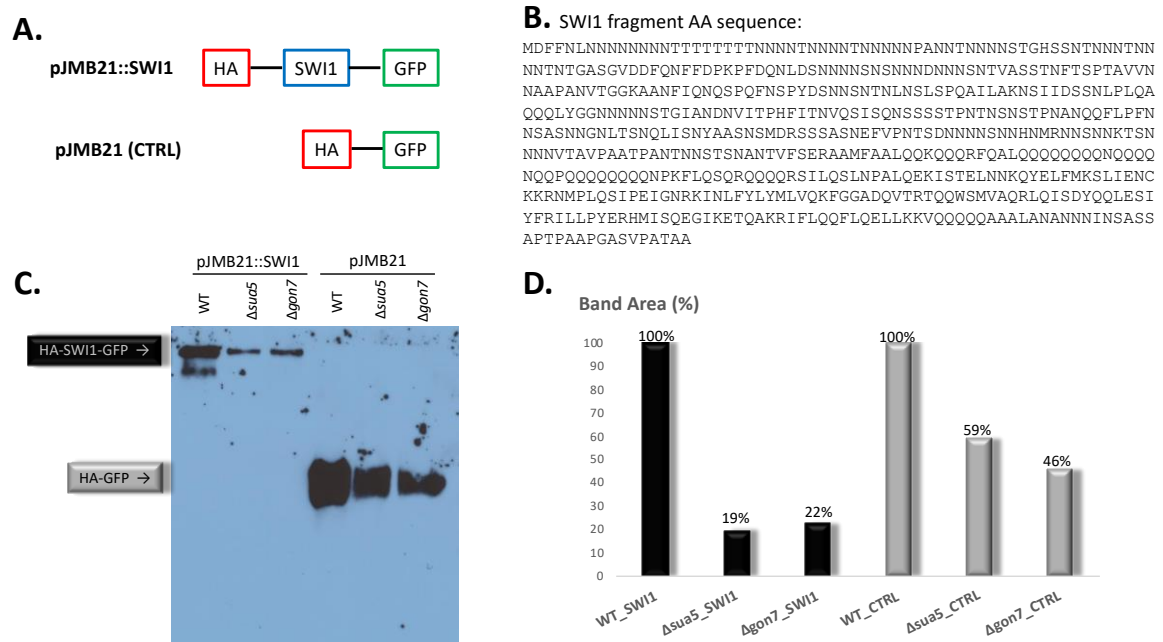 A.
pJMB21::SWI1
HA
SWI1
GFP
pJMB21 (CTRL)
HA
GFP
B. SWI1 fragment AA sequence:
MDFFNLNNNNNNNNTTTTTTTTNNNNTNNNNTNNNNNPANNTNNNNSTGHSSNTNNNTNN
NNTNTGASGVDDFQNFFDPKPFDQNLDSNNNNSNSNNNDNNNSNTVASSTNFTSPTAVVN
NAAPANVTGGKAANFIQNQSPQFNSPYDSNNSNTNLNSLSPQAILAKNSIIDSSNLPLQA
QQQLYGGNNNNNSTGIANDNVITPHFITNVQSISQNSSSSTPNTNSNSTPNANQQFLPFN
NSASNNGNLTSNQLISNYAASNSMDRSSSASNEFVPNTSDNNNNSNNHNMRNNSNNKTSN
NNNVTAVPAATPANTNNSTSNANTVFSERAAMFAALQQKQQQRFQALQQQQQQQQNQQQQ
NQQPQQQQQQQQNPKFLQSQRQQQQRSILQSLNPALQEKISTELNNKQYELFMKSLIENC
KKRNMPLQSIPEIGNRKINLFYLYMLVQKFGGADQVTRTQQWSMVAQRLQISDYQQLESI
YFRILLPYERHMISQEGIKETQAKRIFLQQFLQELLKKVQQQQQAAALANANNNINSASS
APTPAAPGASVPATAA
C.
pJMB21::SWI1
pJMB21
WT
Δsua5
Δgon7
WT
Δsua5
Δgon7
HA-SWI1-GFP →
HA-GFP →
D.
Band Area (%)
100
90
80
70
60
50
40
30
20
10
0
100%
19%
22%
100%
59%
46%
WT_SWI1
Δsua5_SWI1
Δgon7_SWI1
WT_CTRL
Δsua5_CTRL
Δgon7_CTRL